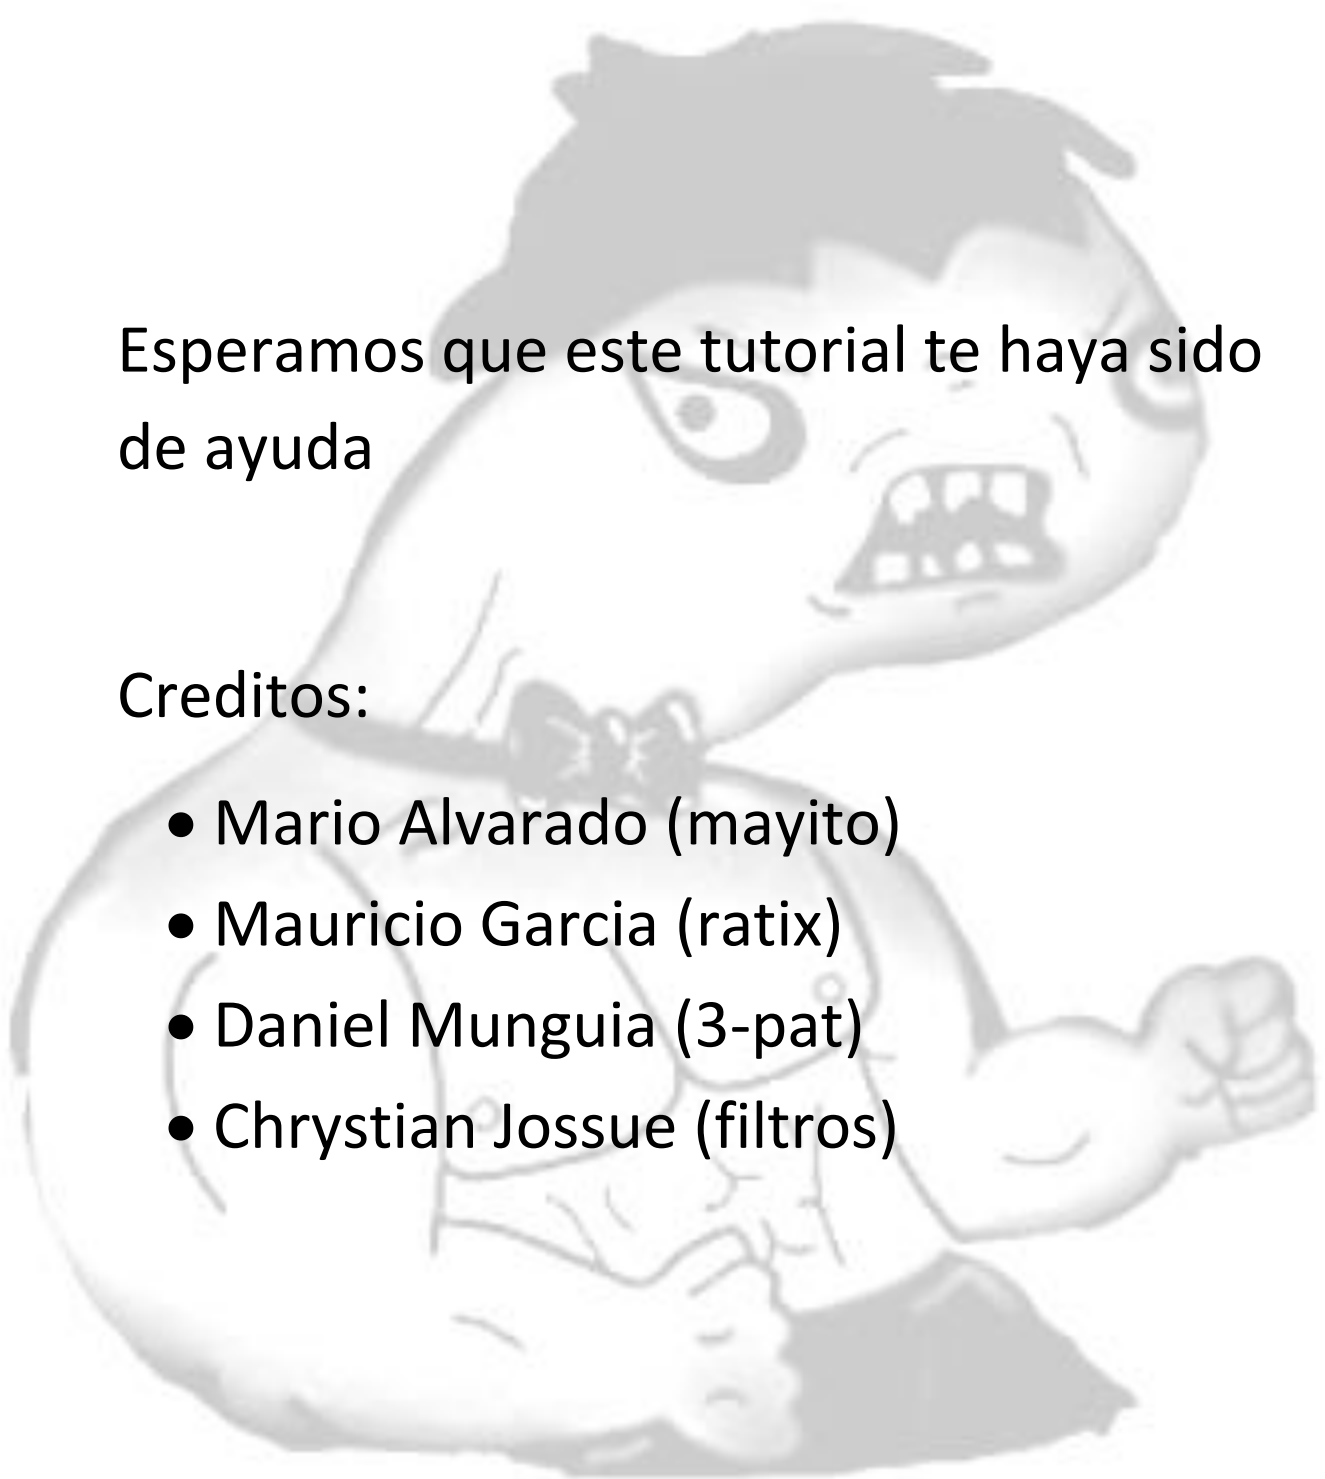 Esperamos que este tutorial te haya sido
de ayuda
Creditos:
• Mario Alvarado (mayito)
• Mauricio Garcia (ratix)
• Daniel Munguia (3-pat)
• Chrystian Jossue (filtros)